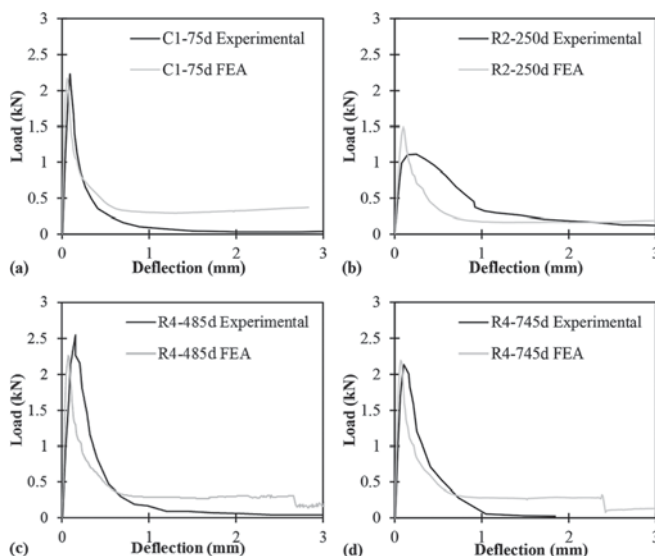 3
2.5
2
1.5
1
0.5
0
Load (kN)
C1-75d Experimental
C1-75d FEA
0 1 2 3
Deflection (mm)
(a)
3
2.5
2
1.5
1
0.5
0
Load (kN)
R2-250d Experimental
R2-250d FEA
0 1 2 3
Deflection (mm)
(b)
3
2.5
2
1.5
1
0.5
0
Load (kN)
R4-485d Experimental
R4-485d FEA
0 1 2 3
Deflection (mm)
(c)
3
2.5
2
1.5
1
0.5
0
Load (kN)
R4-745d Experimental
R4-745d FEA
0 1 2 3
Deflection (mm)
(d)